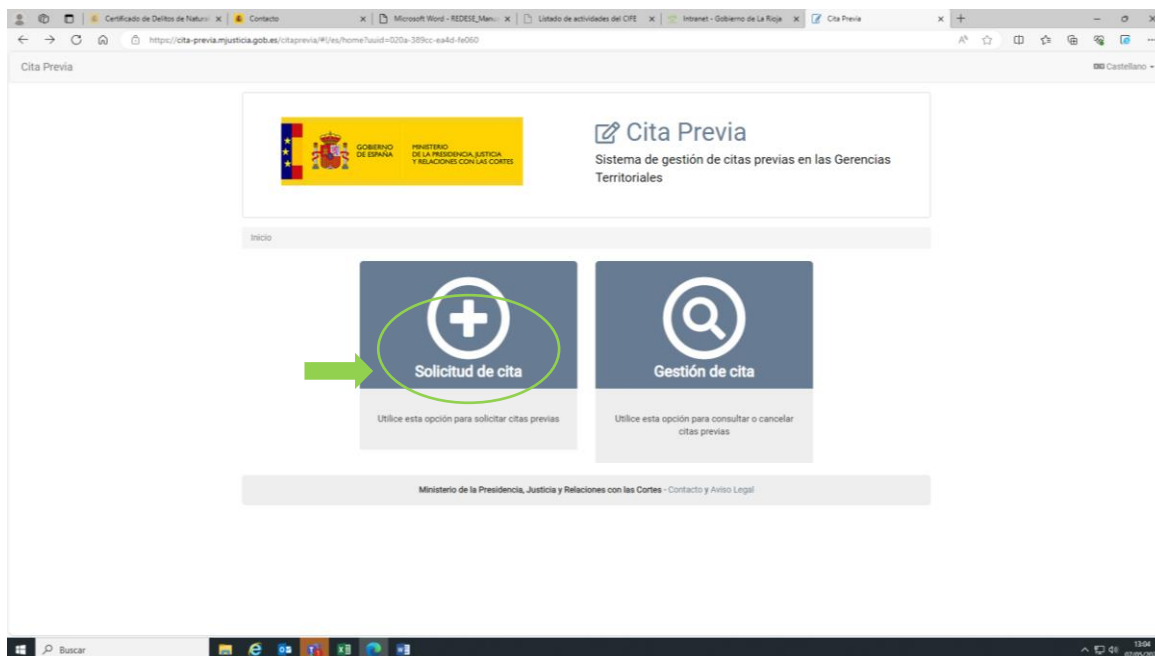 Certificado de Delitos de Natura
Contacto
Microsoft Word - REDESE_Manu
Listado de actividades del CIFE
Intranet - Gobierno de La Rioja
Cita Previa
https://cita-previa.mjusticia.gob.es/citaprevia/#!/es/home?uuid=020a-389cc-ea4d-fe060
Cita Previa
Castellano
GOBIERNO DE ESPAÑA
MINISTERIO DE LA PRESIDENCIA, JUSTICIA Y RELACIONES CON LAS CORTES
Cita Previa
Sistema de gestión de citas previas en las Gerencias
Territoriales
Inicio
Solicitud de cita
Utilice esta opción para solicitar citas previas
Gestión de cita
Utilice esta opción para consultar o cancelar
citas previas
Ministerio de la Presidencia, Justicia y Relaciones con las Cortes - Contacto y Aviso Legal
Buscar
13:04